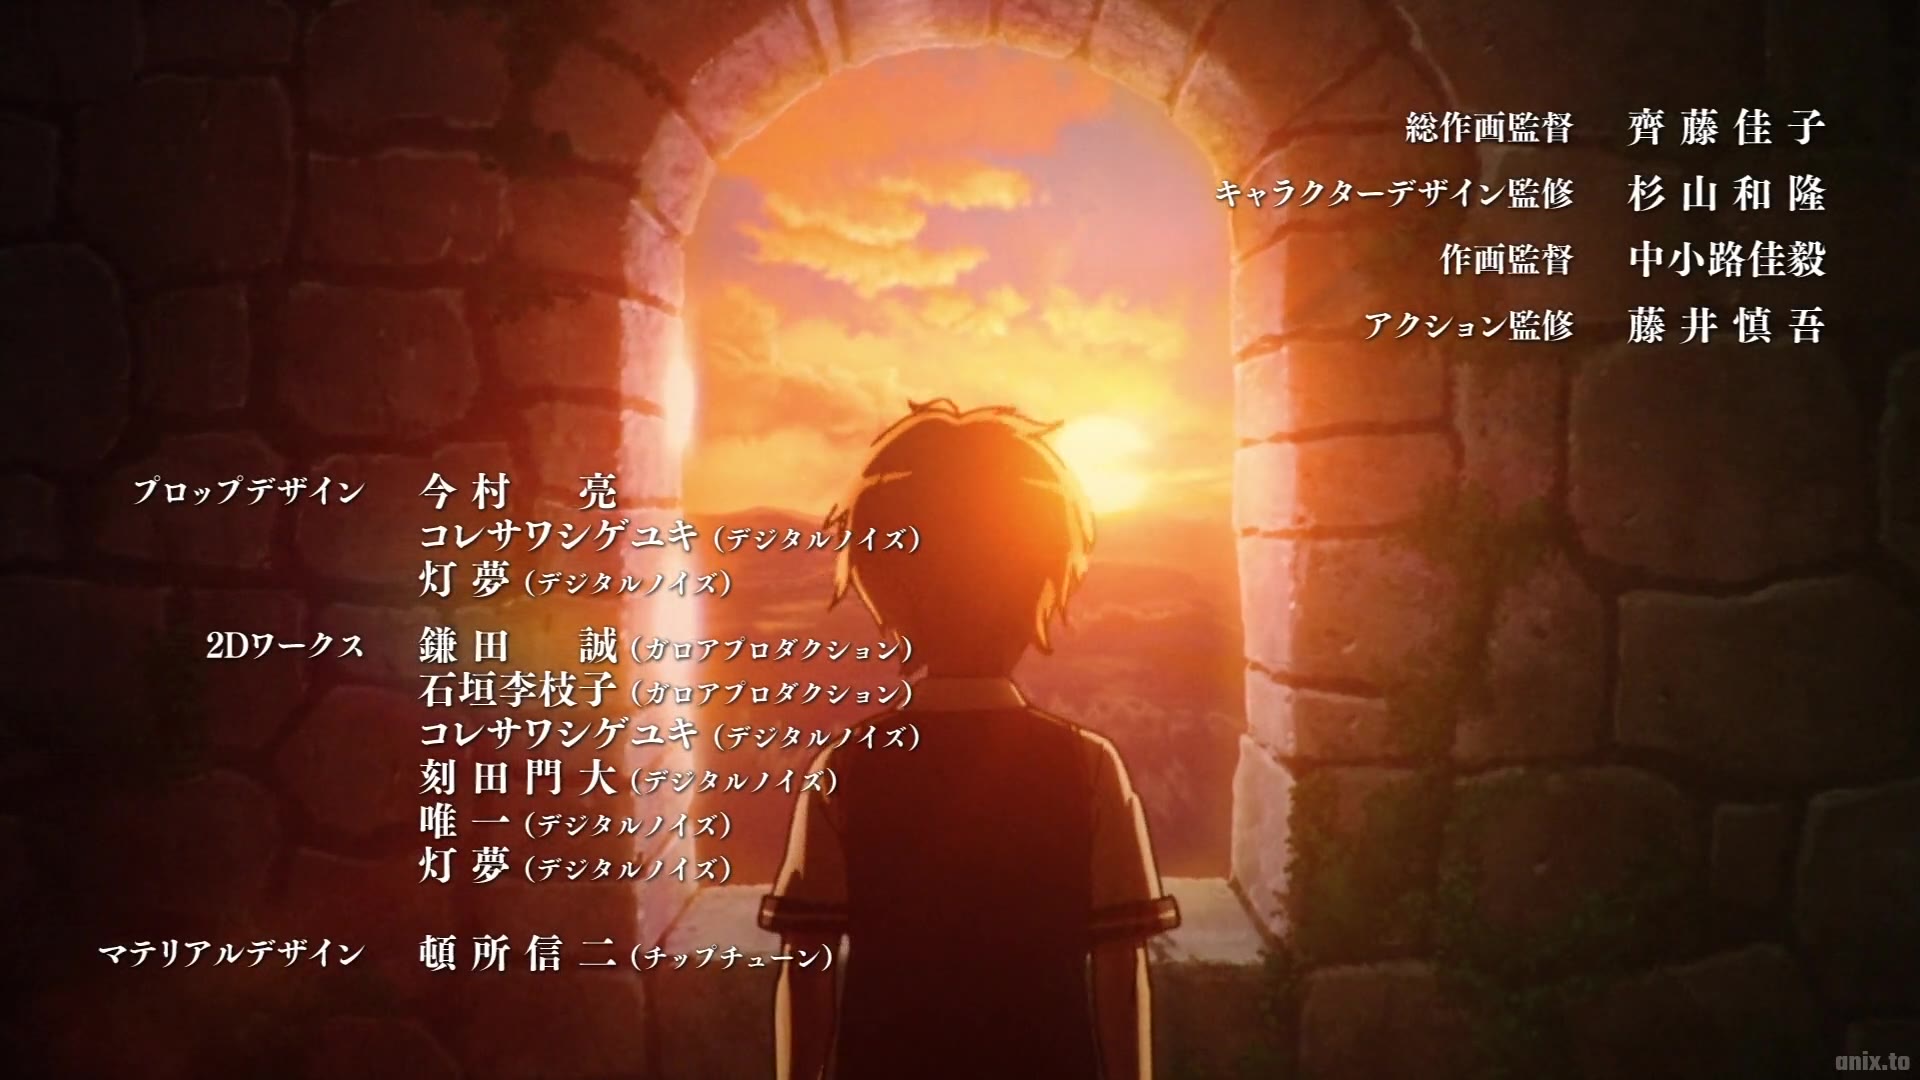 総作画監督 齊藤佳子
キャラクターデザイン監修 杉山和隆
作画監督 中小路佳毅
アクション監修 藤井慎吾
プロップデザイン 今村 亮
コレサワシゲユキ（デジタルノイズ）
灯夢（デジタルノイズ）
2Dワークス 鎌田 誠（ガロアプロダクション）
石垣李枝子（ガロアプロダクション）
コレサワシゲユキ（デジタルノイズ）
刻田門大（デジタルノイズ）
唯一（デジタルノイズ）
灯夢（デジタルノイズ）
マテリアルデザイン 頓所信二（チップチューン）
anix.to